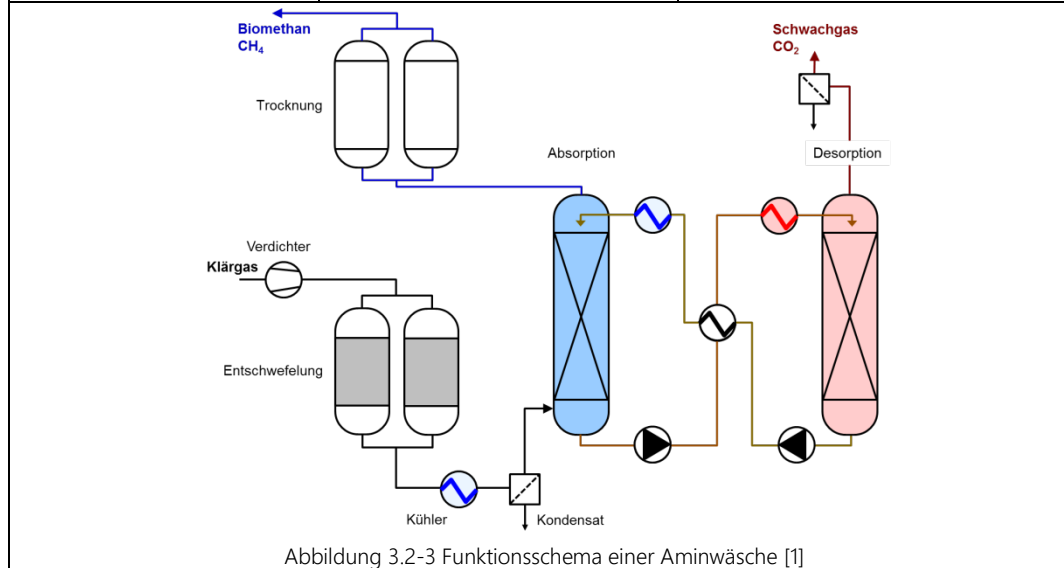 Biomethan
CH₄
Schwachgas
CO₂
Trocknung
Absorption
Desorption
Verdichter
Klärgas
Entschwefelung
Kühler
Kondensat
Abbildung 3.2-3 Funktionsschema einer Aminwäsche [1]